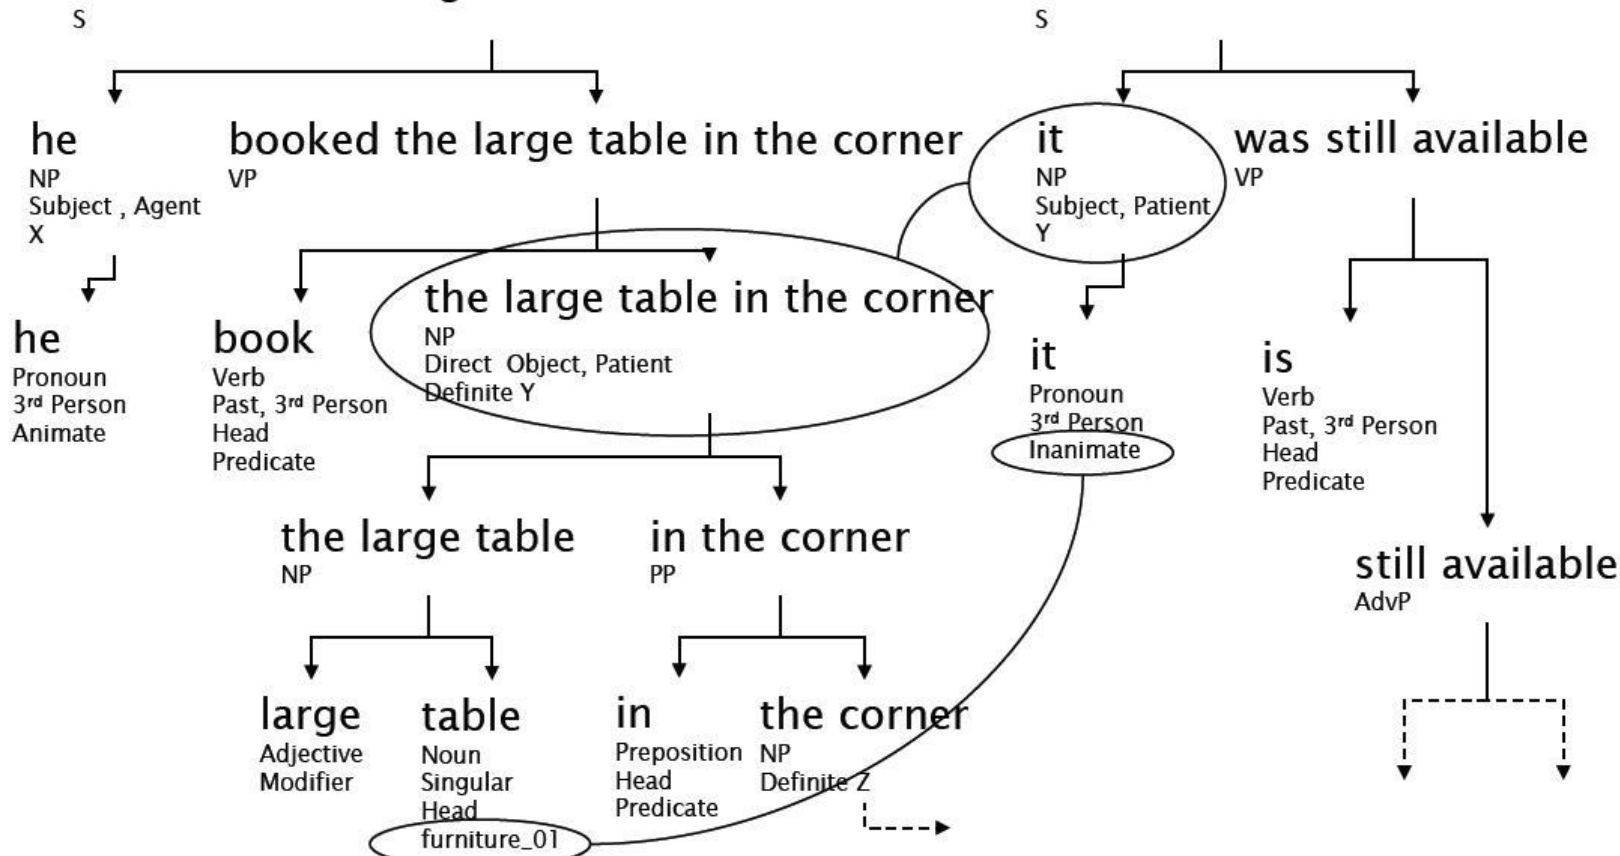 S
S
he
NP
Subject , Agent
X
booked the large table in the corner
VP
it
NP
Subject, Patient
Y
was still available
VP
he
Pronoun
3rd Person
Animate
book
Verb
Past, 3rd Person
Head
Predicate
the large table in the corner
NP
Direct Object, Patient
Definite Y
it
Pronoun
3rd Person
Inanimate
is
Verb
Past, 3rd Person
Head
Predicate
the large table
NP
in the corner
PP
still available
AdvP
large
Adjective
Modifier
table
Noun
Singular
Head
furniture_01
in
Preposition
Head
Predicate
the corner
NP
Definite Z